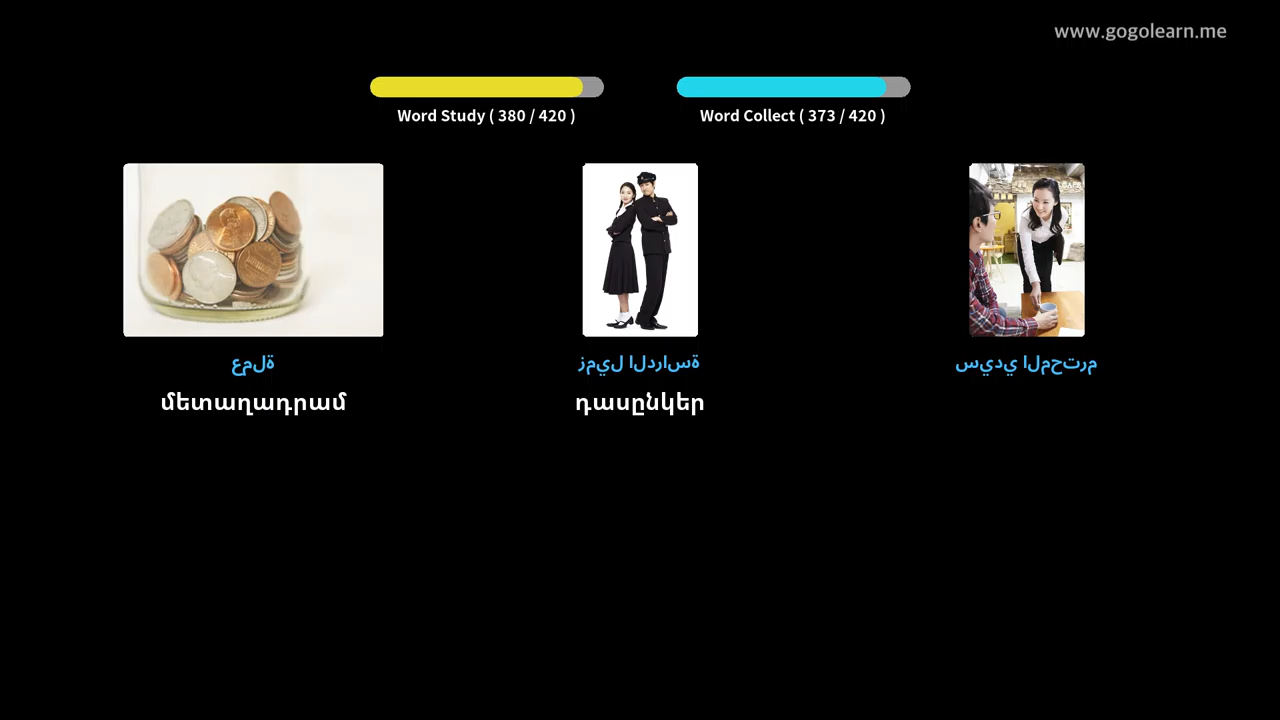 www.gogolearn.me
Word Study ( 380 / 420 )
Word Collect ( 373 / 420 )
عملة
زميل الدراسة
سيدي المحترم
մետաղադրամ
դասընկեր